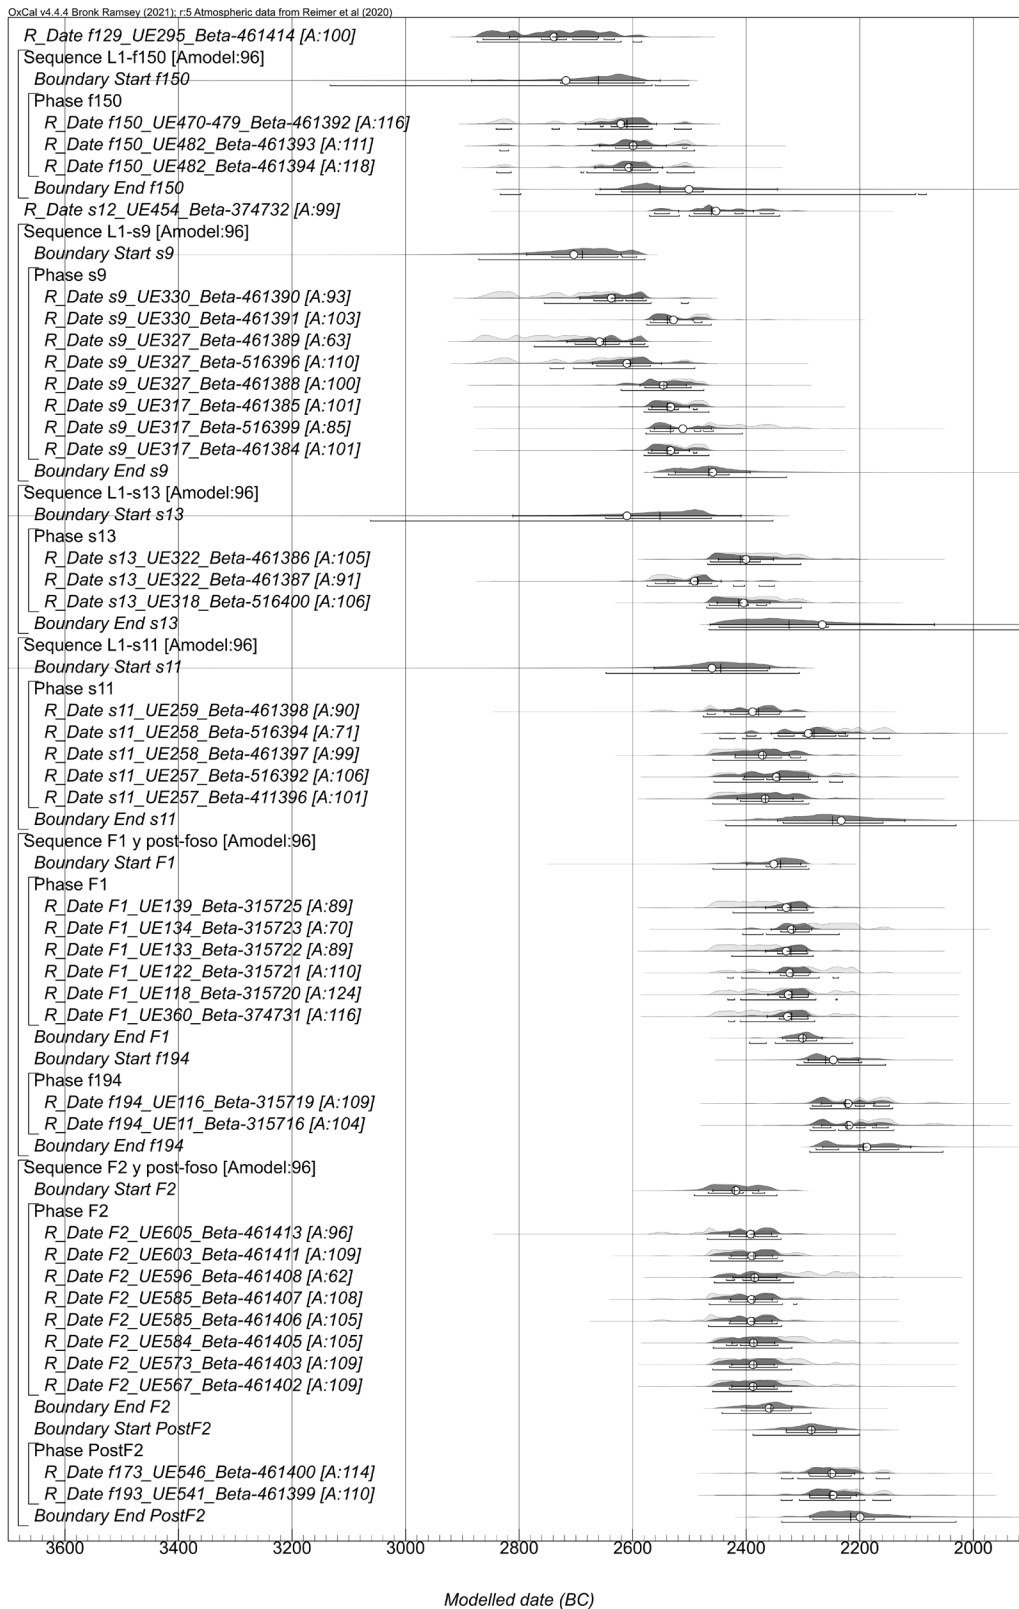 OxCal v4.4.4 Bronk Ramsey (2021); r:5 Atmospheric data from Reimer et al (2020)
R_Date f129_UE295_Beta-461414 [A:100]
Sequence L1-f150 [Amodel:96]
Boundary Start f150
Phase f150
R_Date f150_UE470-479_Beta-461392 [A:116]
R_Date f150_UE482_Beta-461393 [A:111]
R_Date f150_UE482_Beta-461394 [A:118]
Boundary End f150
R_Date s12_UE454_Beta-374732 [A:99]
Sequence L1-s9 [Amodel:96]
Boundary Start s9
Phase s9
R_Date s9_UE330_Beta-461390 [A:93]
R_Date s9_UE330_Beta-461391 [A:103]
R_Date s9_UE327_Beta-461389 [A:63]
R_Date s9_UE327_Beta-516396 [A:110]
R_Date s9_UE327_Beta-461388 [A:100]
R_Date s9_UE317_Beta-461385 [A:101]
R_Date s9_UE317_Beta-516399 [A:85]
R_Date s9_UE317_Beta-461384 [A:101]
Boundary End s9
Sequence L1-s13 [Amodel:96]
Boundary Start s13
Phase s13
R_Date s13_UE322_Beta-461386 [A:105]
R_Date s13_UE322_Beta-461387 [A:91]
R_Date s13_UE318_Beta-516400 [A:106]
Boundary End s13
Sequence L1-s11 [Amodel:96]
Boundary Start s11
Phase s11
R_Date s11_UE259_Beta-461398 [A:90]
R_Date s11_UE258_Beta-516394 [A:71]
R_Date s11_UE258_Beta-461397 [A:99]
R_Date s11_UE257_Beta-516392 [A:106]
R_Date s11_UE257_Beta-411396 [A:101]
Boundary End s11
Sequence F1 y post-foso [Amodel:96]
Boundary Start F1
Phase F1
R_Date F1_UE139_Beta-315725 [A:89]
R_Date F1_UE134_Beta-315723 [A:70]
R_Date F1_UE133_Beta-315722 [A:89]
R_Date F1_UE122_Beta-315721 [A:110]
R_Date F1_UE118_Beta-315720 [A:124]
R_Date F1_UE360_Beta-374731 [A:116]
Boundary End F1
Boundary Start f194
Phase f194
R_Date f194_UE116_Beta-315719 [A:109]
R_Date f194_UE11_Beta-315716 [A:104]
Boundary End f194
Sequence F2 y post-foso [Amodel:96]
Boundary Start F2
Phase F2
R_Date F2_UE605_Beta-461413 [A:96]
R_Date F2_UE603_Beta-461411 [A:109]
R_Date F2_UE596_Beta-461408 [A:62]
R_Date F2_UE585_Beta-461407 [A:108]
R_Date F2_UE585_Beta-461406 [A:105]
R_Date F2_UE584_Beta-461405 [A:105]
R_Date F2_UE573_Beta-461403 [A:109]
R_Date F2_UE567_Beta-461402 [A:109]
Boundary End F2
Boundary Start PostF2
Phase PostF2
R_Date f173_UE546_Beta-461400 [A:114]
R_Date f193_UE541_Beta-461399 [A:110]
Boundary End PostF2
3600 3400 3200 3000 2800 2600 2400 2200 2000
Modelled date (BC)